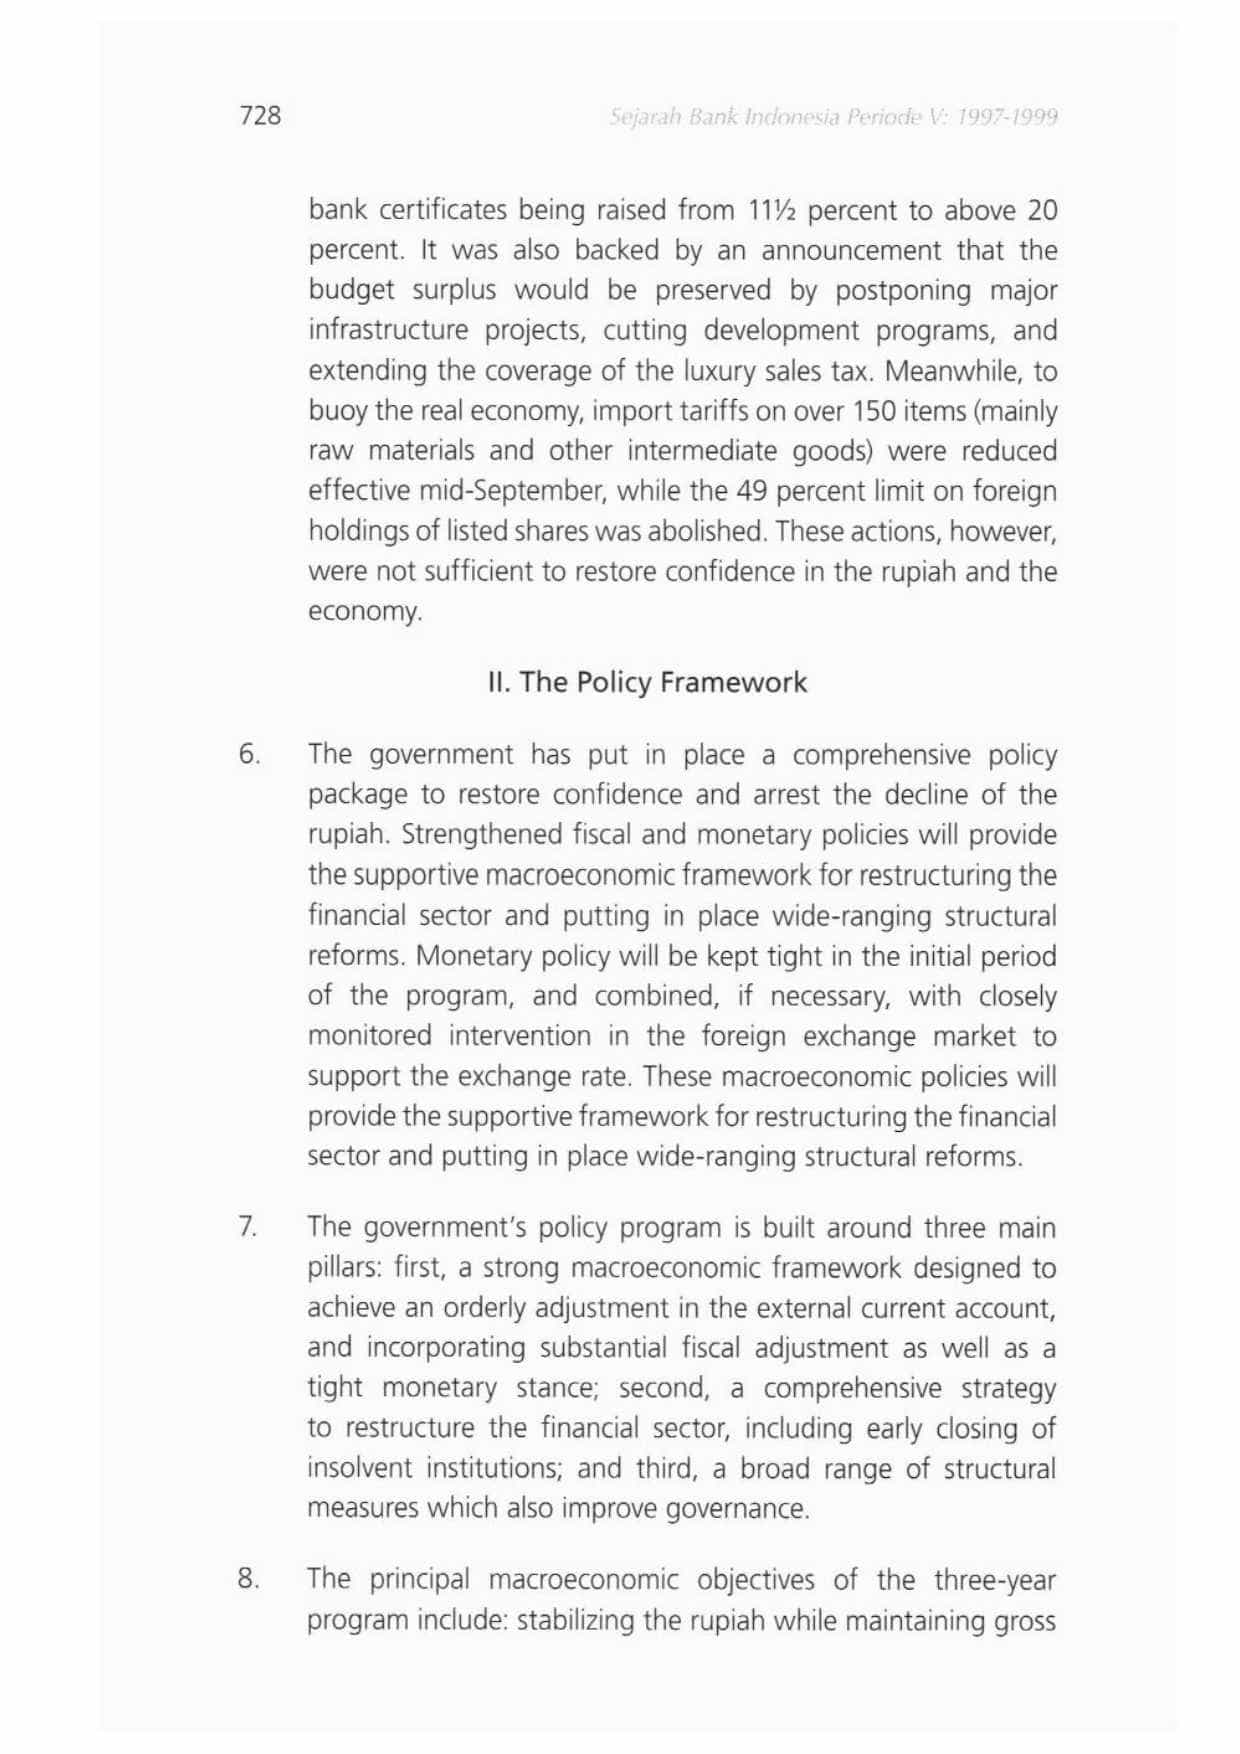 728
Sejarah Bank Indonesia Periode V: 1997-1999
bank certificates being raised from 11½ percent to above 20
percent. It was also backed by an announcement that the
budget surplus would be preserved by postponing major
infrastructure projects, cutting development programs, and
extending the coverage of the luxury sales tax. Meanwhile, to
buoy the real economy, import tariffs on over 150 items (mainly
raw materials and other intermediate goods) were reduced
effective mid-September, while the 49 percent limit on foreign
holdings of listed shares was abolished. These actions, however,
were not sufficient to restore confidence in the rupiah and the
economy.
II. The Policy Framework
6. The government has put in place a comprehensive policy
package to restore confidence and arrest the decline of the
rupiah. Strengthened fiscal and monetary policies will provide
the supportive macroeconomic framework for restructuring the
financial sector and putting in place wide-ranging structural
reforms. Monetary policy will be kept tight in the initial period
of the program, and combined, if necessary, with closely
monitored intervention in the foreign exchange market to
support the exchange rate. These macroeconomic policies will
provide the supportive framework for restructuring the financial
sector and putting in place wide-ranging structural reforms.
7. The government's policy program is built around three main
pillars: first, a strong macroeconomic framework designed to
achieve an orderly adjustment in the external current account,
and incorporating substantial fiscal adjustment as well as a
tight monetary stance; second, a comprehensive strategy
to restructure the financial sector, including early closing of
insolvent institutions; and third, a broad range of structural
measures which also improve governance.
8. The principal macroeconomic objectives of the three-year
program include: stabilizing the rupiah while maintaining gross